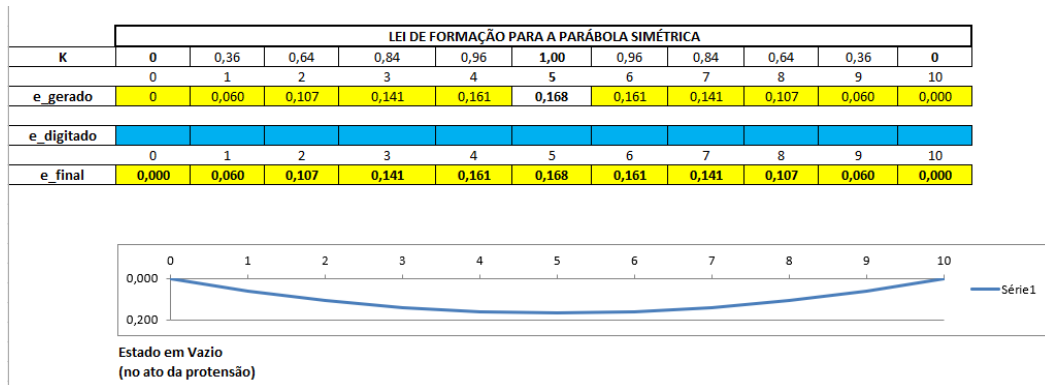 LEI DE FORMAÇÃO PARA A PARÁBOLA SIMÉTRICA
K 0 0,36 0,64 0,84 0,96 1,00 0,96 0,84 0,64 0,36 0
0 1 2 3 4 5 6 7 8 9 10
e_gerado 0 0,060 0,107 0,141 0,161 0,168 0,161 0,141 0,107 0,060 0,000
e_digitado
0 1 2 3 4 5 6 7 8 9 10
e_final 0,000 0,060 0,107 0,141 0,161 0,168 0,161 0,141 0,107 0,060 0,000
0 1 2 3 4 5 6 7 8 9 10
0,000
Série1
0,200
Estado em Vazio
(no ato da protensão)